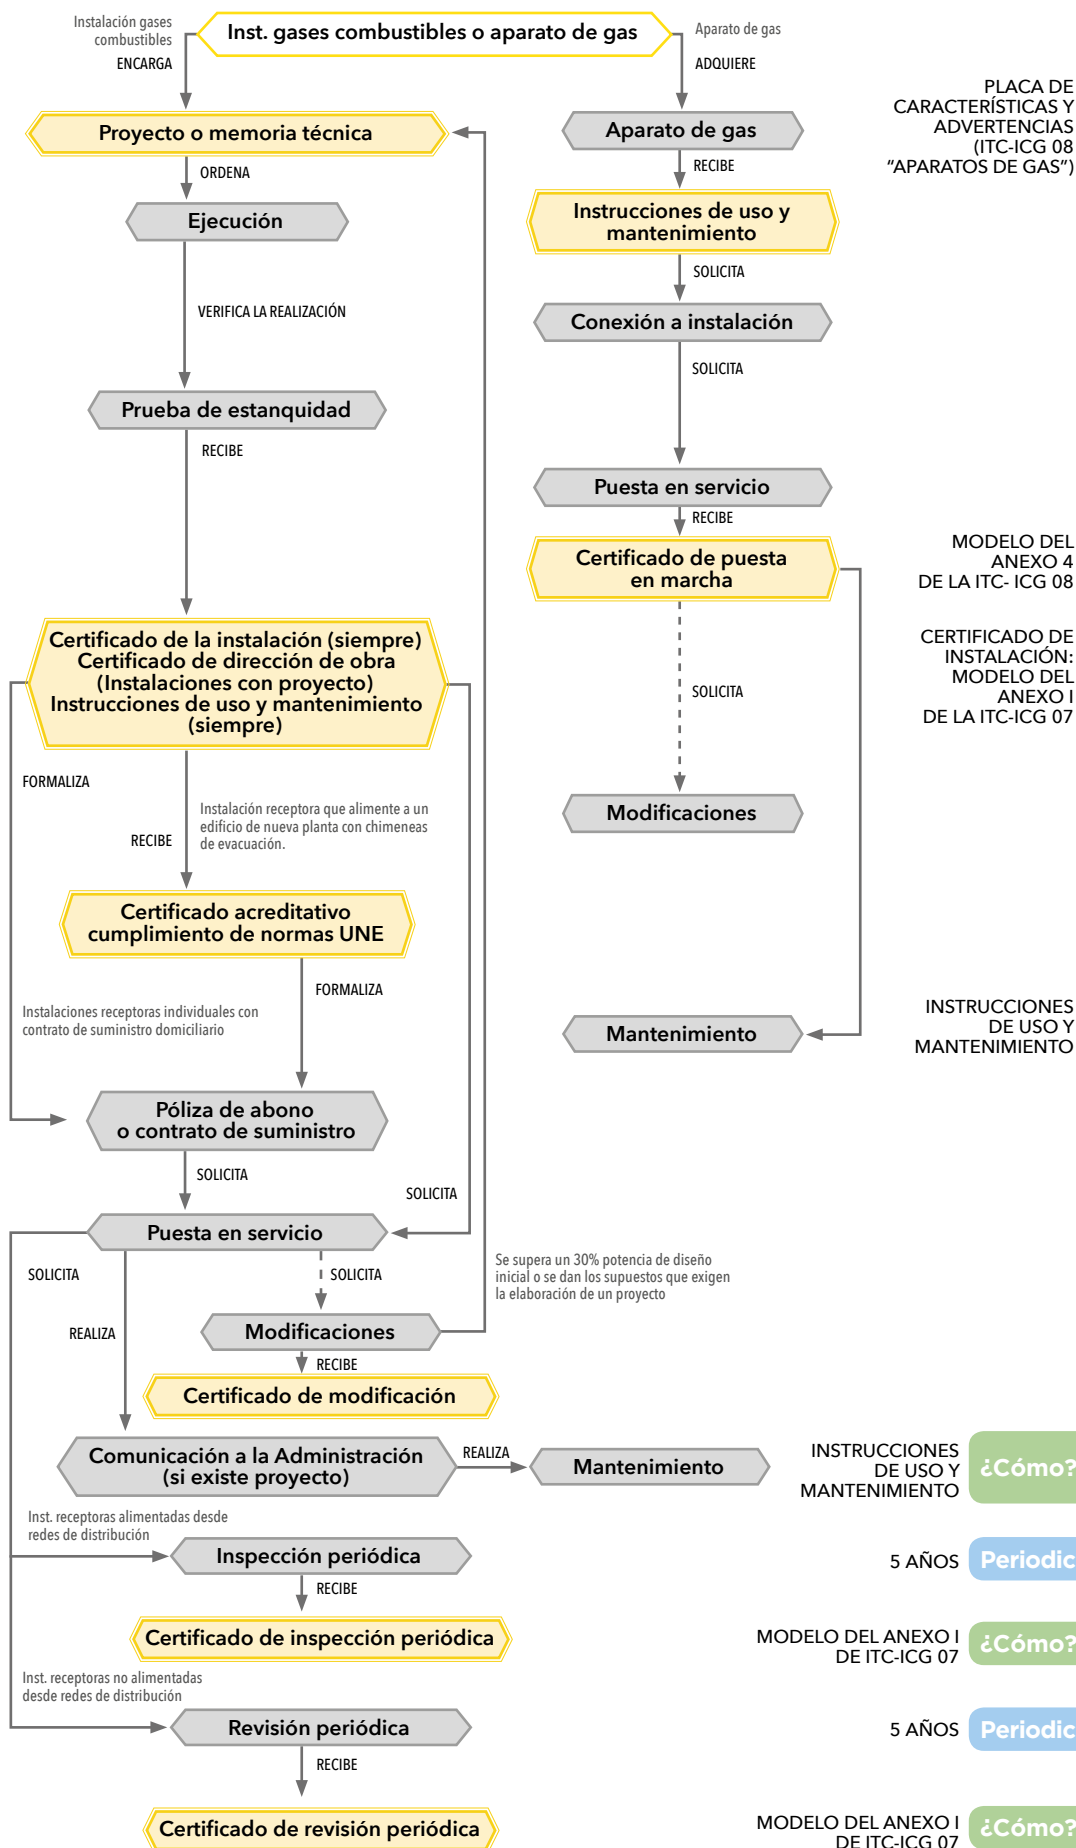 Instalación gases
combustibles
Inst. gases combustibles o aparato de gas
Aparato de gas
ENCARGA
ADQUIERE
PLACA DE
CARACTERÍSTICAS Y
ADVERTENCIAS
(ITC-ICG 08
“APARATOS DE GAS”)
Proyecto o memoria técnica
Aparato de gas
ORDENA
RECIBE
Ejecución
Instrucciones de uso y
mantenimiento
SOLICITA
VERIFICA LA REALIZACIÓN
Conexión a instalación
SOLICITA
Prueba de estanquidad
RECIBE
Puesta en servicio
RECIBE
Certificado de puesta
en marcha
MODELO DEL
ANEXO 4
DE LA ITC- ICG 08
Certificado de la instalación (siempre)
Certificado de dirección de obra
(Instalaciones con proyecto)
Instrucciones de uso y mantenimiento
(siempre)
SOLICITA
CERTIFICADO DE
INSTALACIÓN:
MODELO DEL
ANEXO I
DE LA ITC-ICG 07
FORMALIZA
RECIBE
Instalación receptora que alimente a un
edificio de nueva planta con chimeneas
de evacuación.
Modificaciones
Certificado acreditativo
cumplimiento de normas UNE
FORMALIZA
Instalaciones receptoras individuales con
contrato de suministro domiciliario
Mantenimiento
INSTRUCCIONES
DE USO Y
MANTENIMIENTO
Póliza de abono
o contrato de suministro
SOLICITA
SOLICITA
Puesta en servicio
SOLICITA
SOLICITA
Se supera un 30% potencia de diseño
inicial o se dan los supuestos que exigen
la elaboración de un proyecto
REALIZA
Modificaciones
RECIBE
Certificado de modificación
Comunicación a la Administración
(si existe proyecto)
REALIZA
Mantenimiento
INSTRUCCIONES
DE USO Y
MANTENIMIENTO
¿Cómo?
Inst. receptoras alimentadas desde
redes de distribución
Inspección periódica
5 AÑOS
Periodic
RECIBE
Certificado de inspección periódica
MODELO DEL ANEXO I
DE ITC-ICG 07
¿Cómo?
Inst. receptoras no alimentadas
desde redes de distribución
Revisión periódica
5 AÑOS
Periodic
RECIBE
Certificado de revisión periódica
MODELO DEL ANEXO I
DE ITC-ICG 07
¿Cómo?